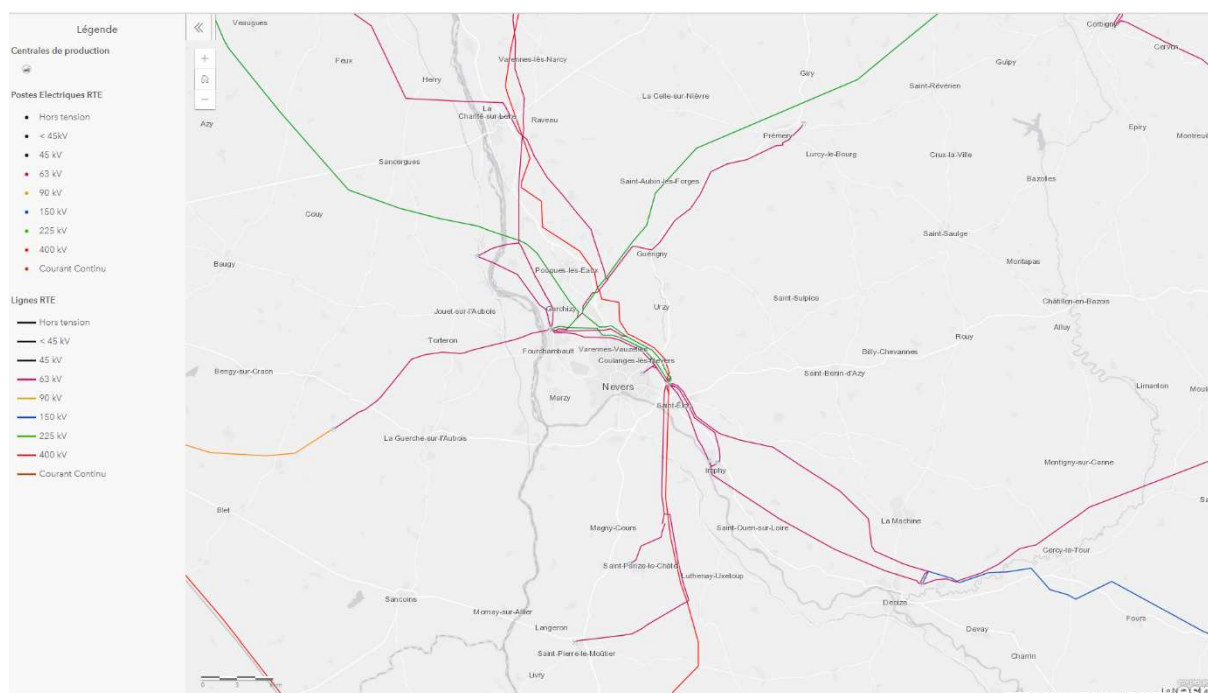 Légende
Centrales de production
Postes Electriques RTE
Hors tension
< 45kV
45 kV
63 kV
90 kV
150 kV
225 kV
400 kV
Courant Continu
Lignes RTE
Hors tension
< 45 kV
45 kV
63 kV
90 kV
150 kV
225 kV
400 kV
Courant Continu
Veaugues
Corbigny
Cervon
Feux
Herry
Varennes-lès-Narcy
Giry
Guipy
La Celle-sur-Nièvre
Saint-Révérien
La
Charité-sur-Loire
Raveau
Azy
Prémery
Epiry
Montreuil
Sancergues
Lurcy-le-Bourg
Crux-la-Ville
Saint-Aubin-les-Forges
Bazolles
Couy
Saint-Saulge
Baugy
Guérigny
Montapas
Pougues-les-Eaux
Saint-Sulpice
Châtillon-en-Bazois
Jouet-sur-l'Aubois
Garchizy
Urzy
Alluy
Torteron
Rouy
Fourchambault
Varennes-Vauzelles
Billy-Chevannes
Coulanges-lès-Nevers
Bengy-sur-Craon
Saint-Benin-d'Azy
Nevers
Limanton
Marzy
Saint-Éloi
La Guerche-sur-l'Aubois
Imphy
Montigny-sur-Canne
Blet
La Machine
Magny-Cours
Saint-Ouen-sur-Loire
Cercy-la-Tour
Saint-Parize-le-Châtel
Luthenay-Uxeloup
Sancoins
Decize
Mornay-sur-Allier
Fours
Langeron
Devay
Saint-Pierre-le-Moûtier
Charrin
Livry
0